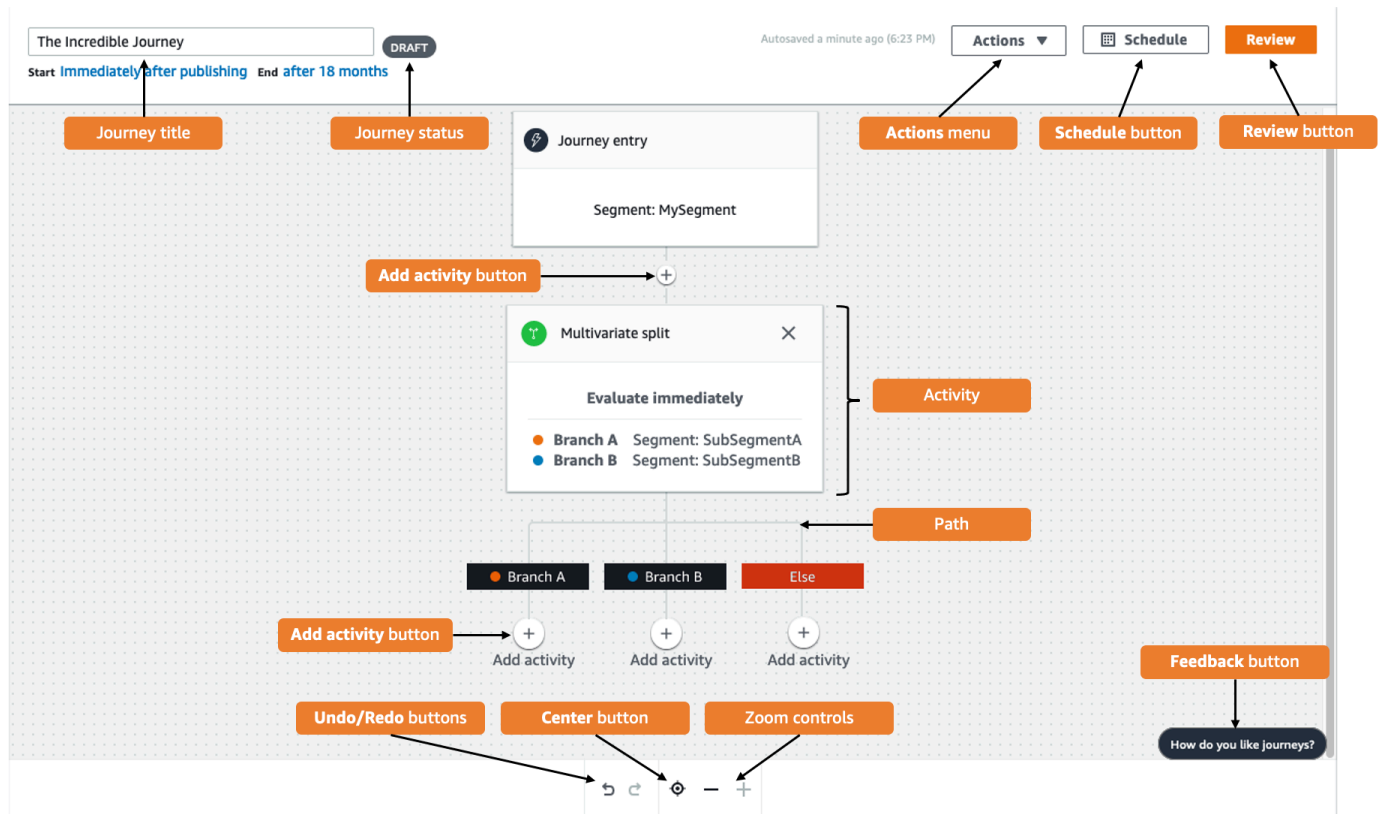 The Incredible Journey
DRAFT
Autosaved a minute ago (6:23 PM)
Actions
Schedule
Review
Start Immediately after publishing End after 18 months
Journey title
Journey status
Actions menu
Schedule button
Review button
Journey entry
Segment: MySegment
Add activity button
Multivariate split
Evaluate immediately
Branch A Segment: SubSegmentA
Branch B Segment: SubSegmentB
Activity
Path
Branch A
Branch B
Else
Add activity button
Add activity
Add activity
Add activity
Feedback button
Undo/Redo buttons
Center button
Zoom controls
How do you like journeys?